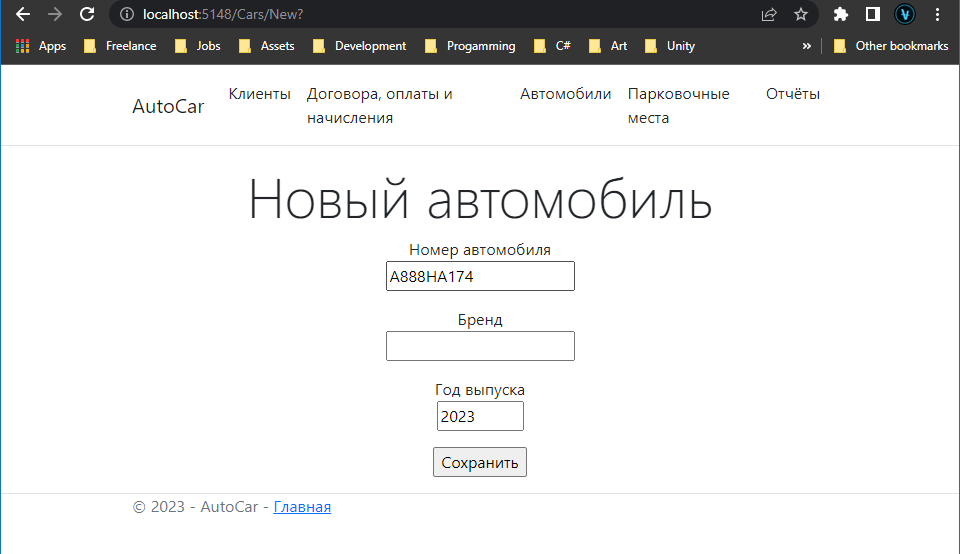 localhost:5148/Cars/New?
Apps Freelance Jobs Assets Development Progamming C# Art Unity » Other bookmarks
AutoCar Клиенты Договора, оплаты и начисления Автомобили Парковочные места Отчёты
Новый автомобиль
Номер автомобиля
А888НА174
Бренд
Год выпуска
2023
Сохранить
© 2023 - AutoCar - Главная